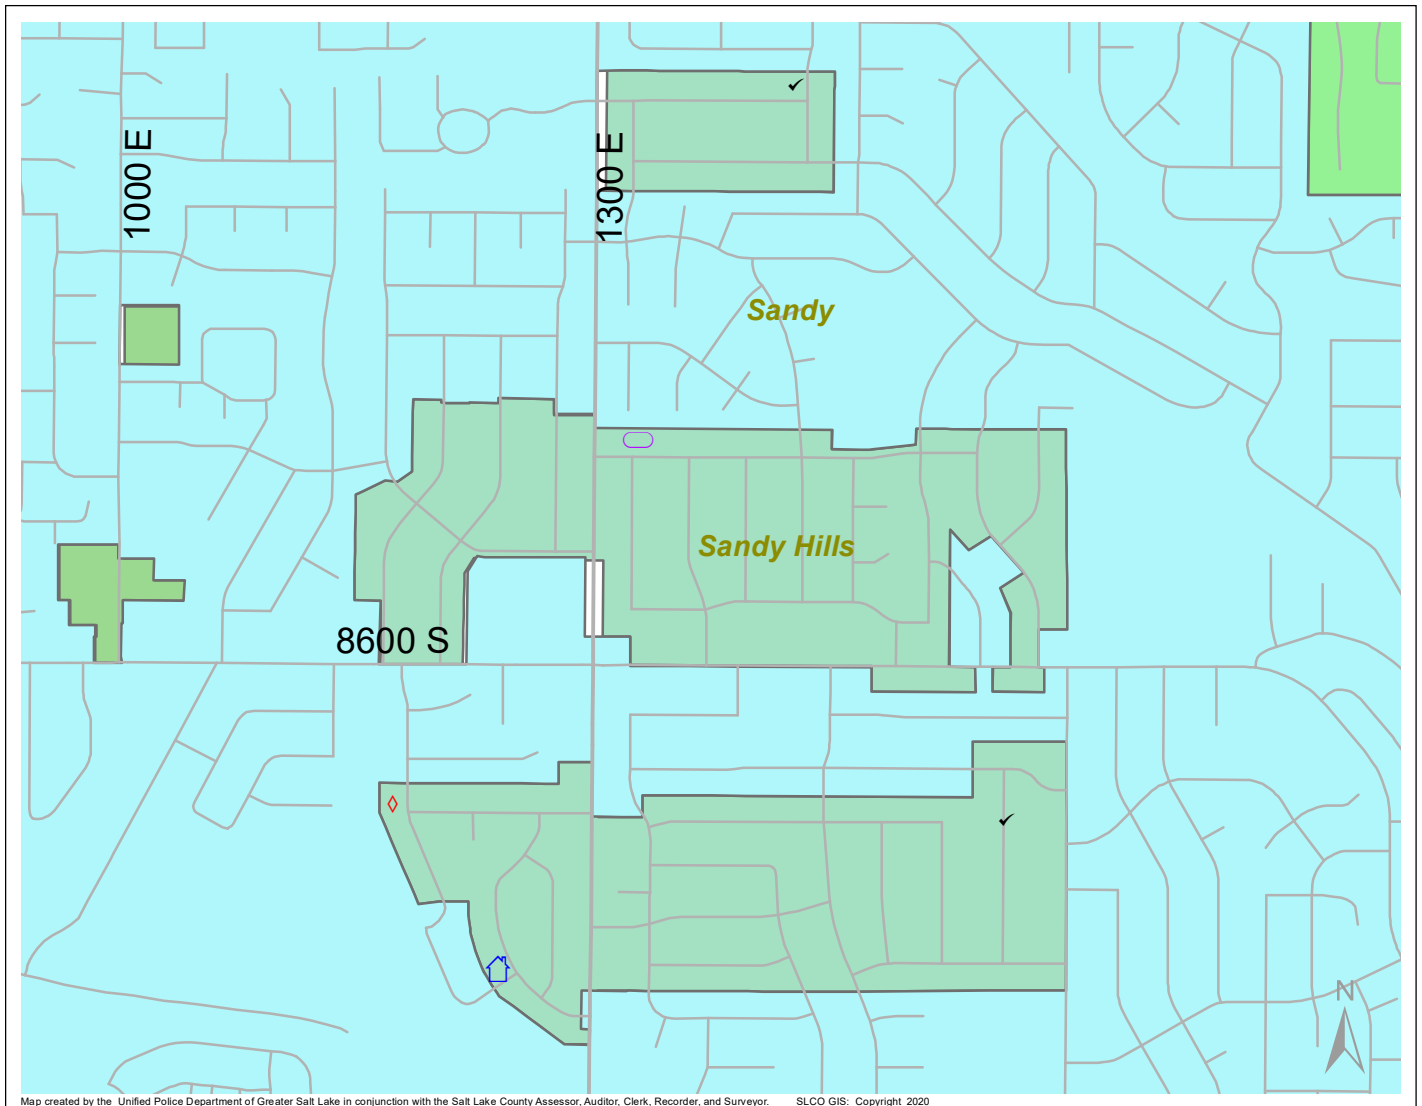 1000 E
1300 E
Sandy
Sandy Hills
8600 S
N
Map created by the Unified Police Department of Greater Salt Lake in conjunction with the Salt Lake County Assessor, Auditor, Clerk, Recorder, and Surveyor. SLCO GIS: Copyright 2020